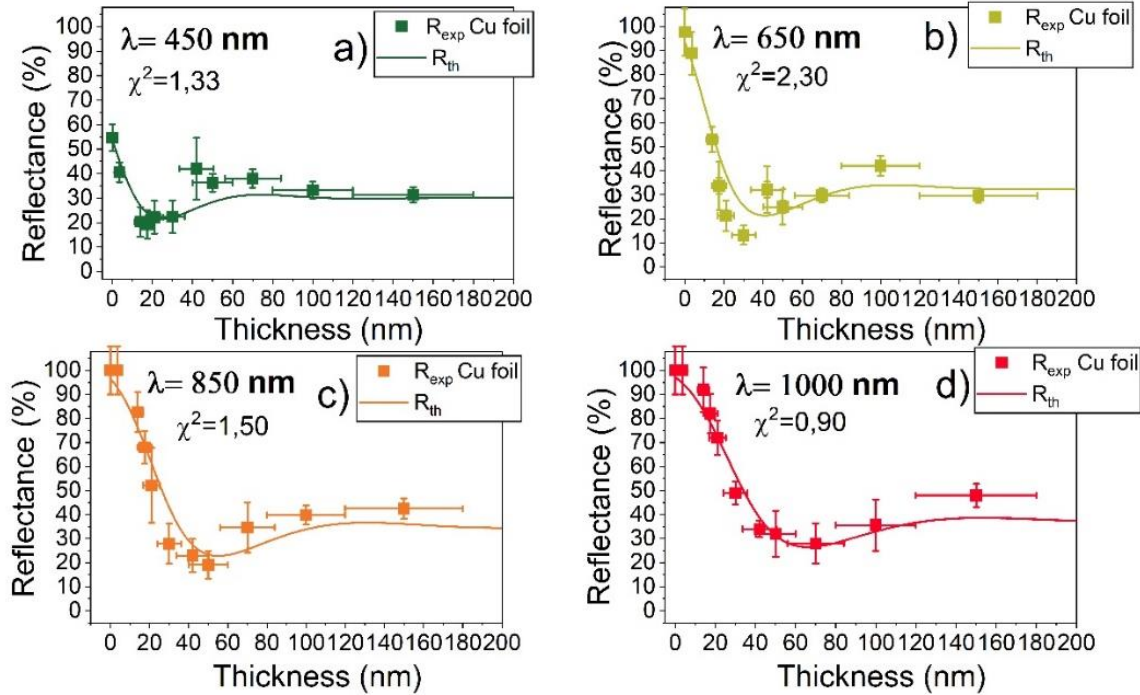 λ= 450 nm
χ²=1,33
a)
R_exp Cu foil
R_th
Reflectance (%)
100
90
80
70
60
50
40
30
20
10
0
0 20 40 60 80 100 120 140 160 180 200
Thickness (nm)
λ= 650 nm
χ²=2,30
b)
R_exp Cu foil
R_th
Reflectance (%)
100
90
80
70
60
50
40
30
20
10
0
0 20 40 60 80 100 120 140 160 180 200
Thickness (nm)
λ= 850 nm
χ²=1,50
c)
R_exp Cu foil
R_th
Reflectance (%)
100
90
80
70
60
50
40
30
20
10
0
0 20 40 60 80 100 120 140 160 180 200
Thickness (nm)
λ= 1000 nm
χ²=0,90
d)
R_exp Cu foil
R_th
Reflectance (%)
100
90
80
70
60
50
40
30
20
10
0
0 20 40 60 80 100 120 140 160 180 200
Thickness (nm)